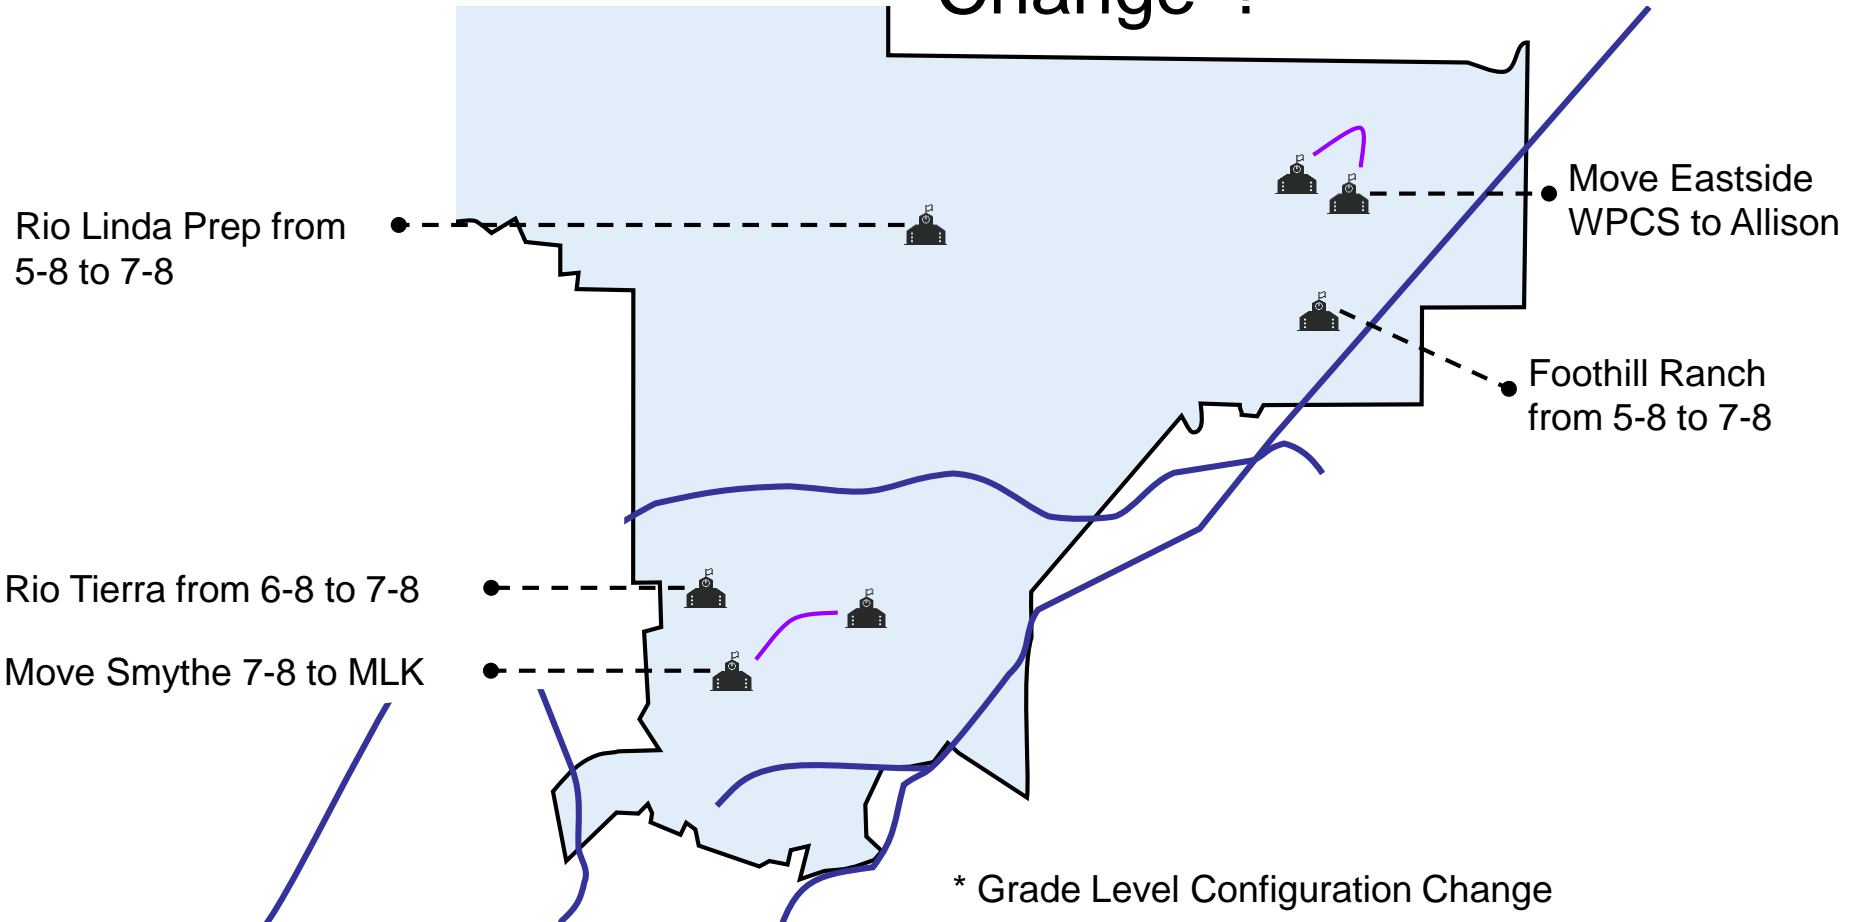 Change
Move Eastside
WPCS to Allison
Rio Linda Prep from
5-8 to 7-8
Foothill Ranch
from 5-8 to 7-8
Rio Tierra from 6-8 to 7-8
Move Smythe 7-8 to MLK
* Grade Level Configuration Change